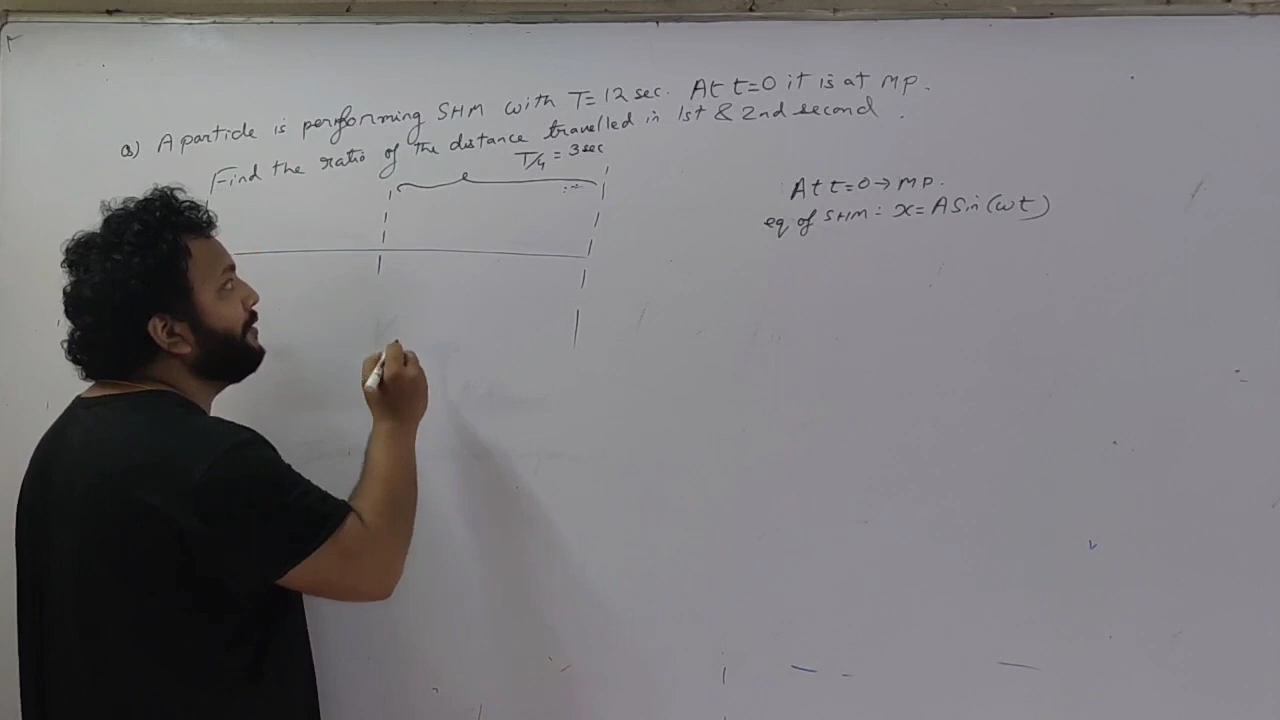 Q) A particle is performing SHM with T = 12 sec. At t=0 it is at MP.
Find the ratio of the distance travelled in 1st & 2nd second.
T/4 = 3 sec
At t=0 → MP.
eq of SHM: x = A Sin(ωt)